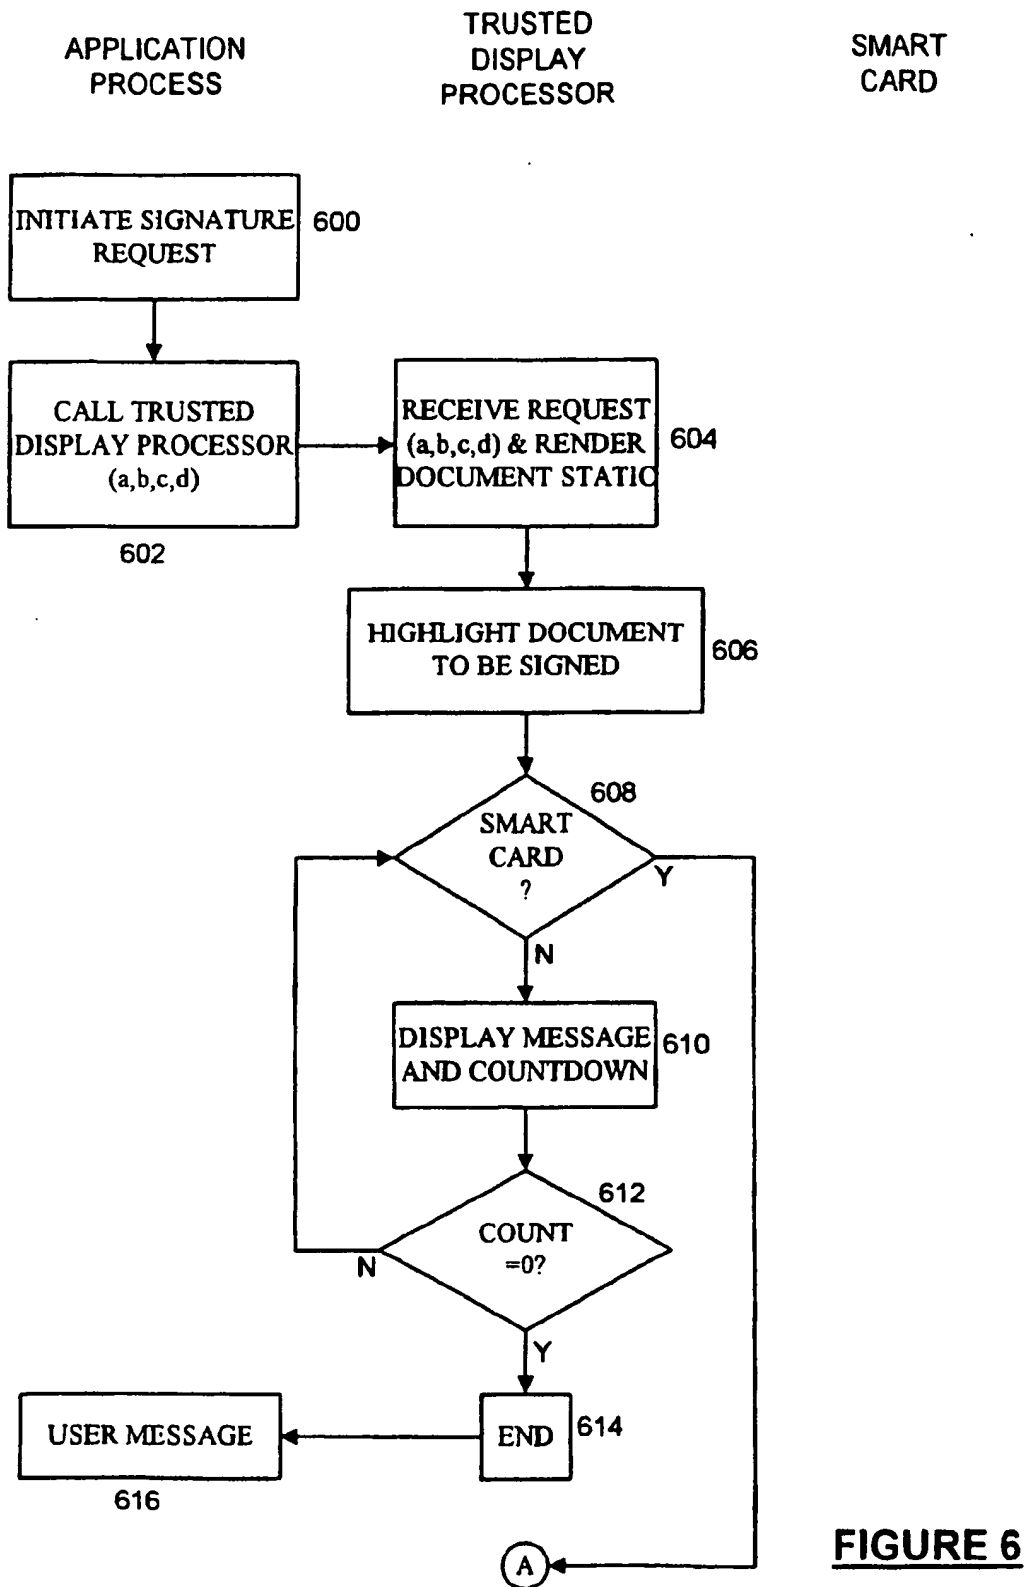 APPLICATION
PROCESS
TRUSTED
DISPLAY
PROCESSOR
SMART
CARD
INITIATE SIGNATURE
REQUEST
600
CALL TRUSTED
DISPLAY PROCESSOR
(a,b,c,d)
602
RECEIVE REQUEST
(a,b,c,d) & RENDER
DOCUMENT STATIC
604
HIGHLIGHT DOCUMENT
TO BE SIGNED
606
608
SMART
CARD
?
Y
N
DISPLAY MESSAGE
AND COUNTDOWN
610
612
COUNT
=0?
N
Y
END
614
USER MESSAGE
616
A
FIGURE 6